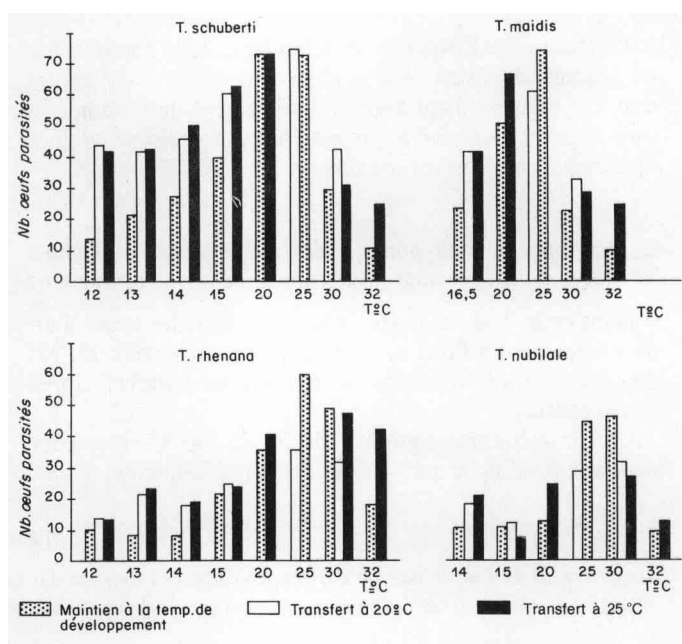 T. schuberti
T. maidis
Nb. œufs parasités
70
60
50
40
30
20
10
0
12 13 14 15 20 25 30 32
T º C
16,5 20 25 30 32
T º C
T. rhenana
T. nubilale
Nb. œufs parasités
60
50
40
30
20
10
0
12 13 14 15 20 25 30 32
T º C
14 15 20 25 30 32
T º C
Maintien à la temp. de
développement
Transfert à 20 º C
Transfert à 25 °C